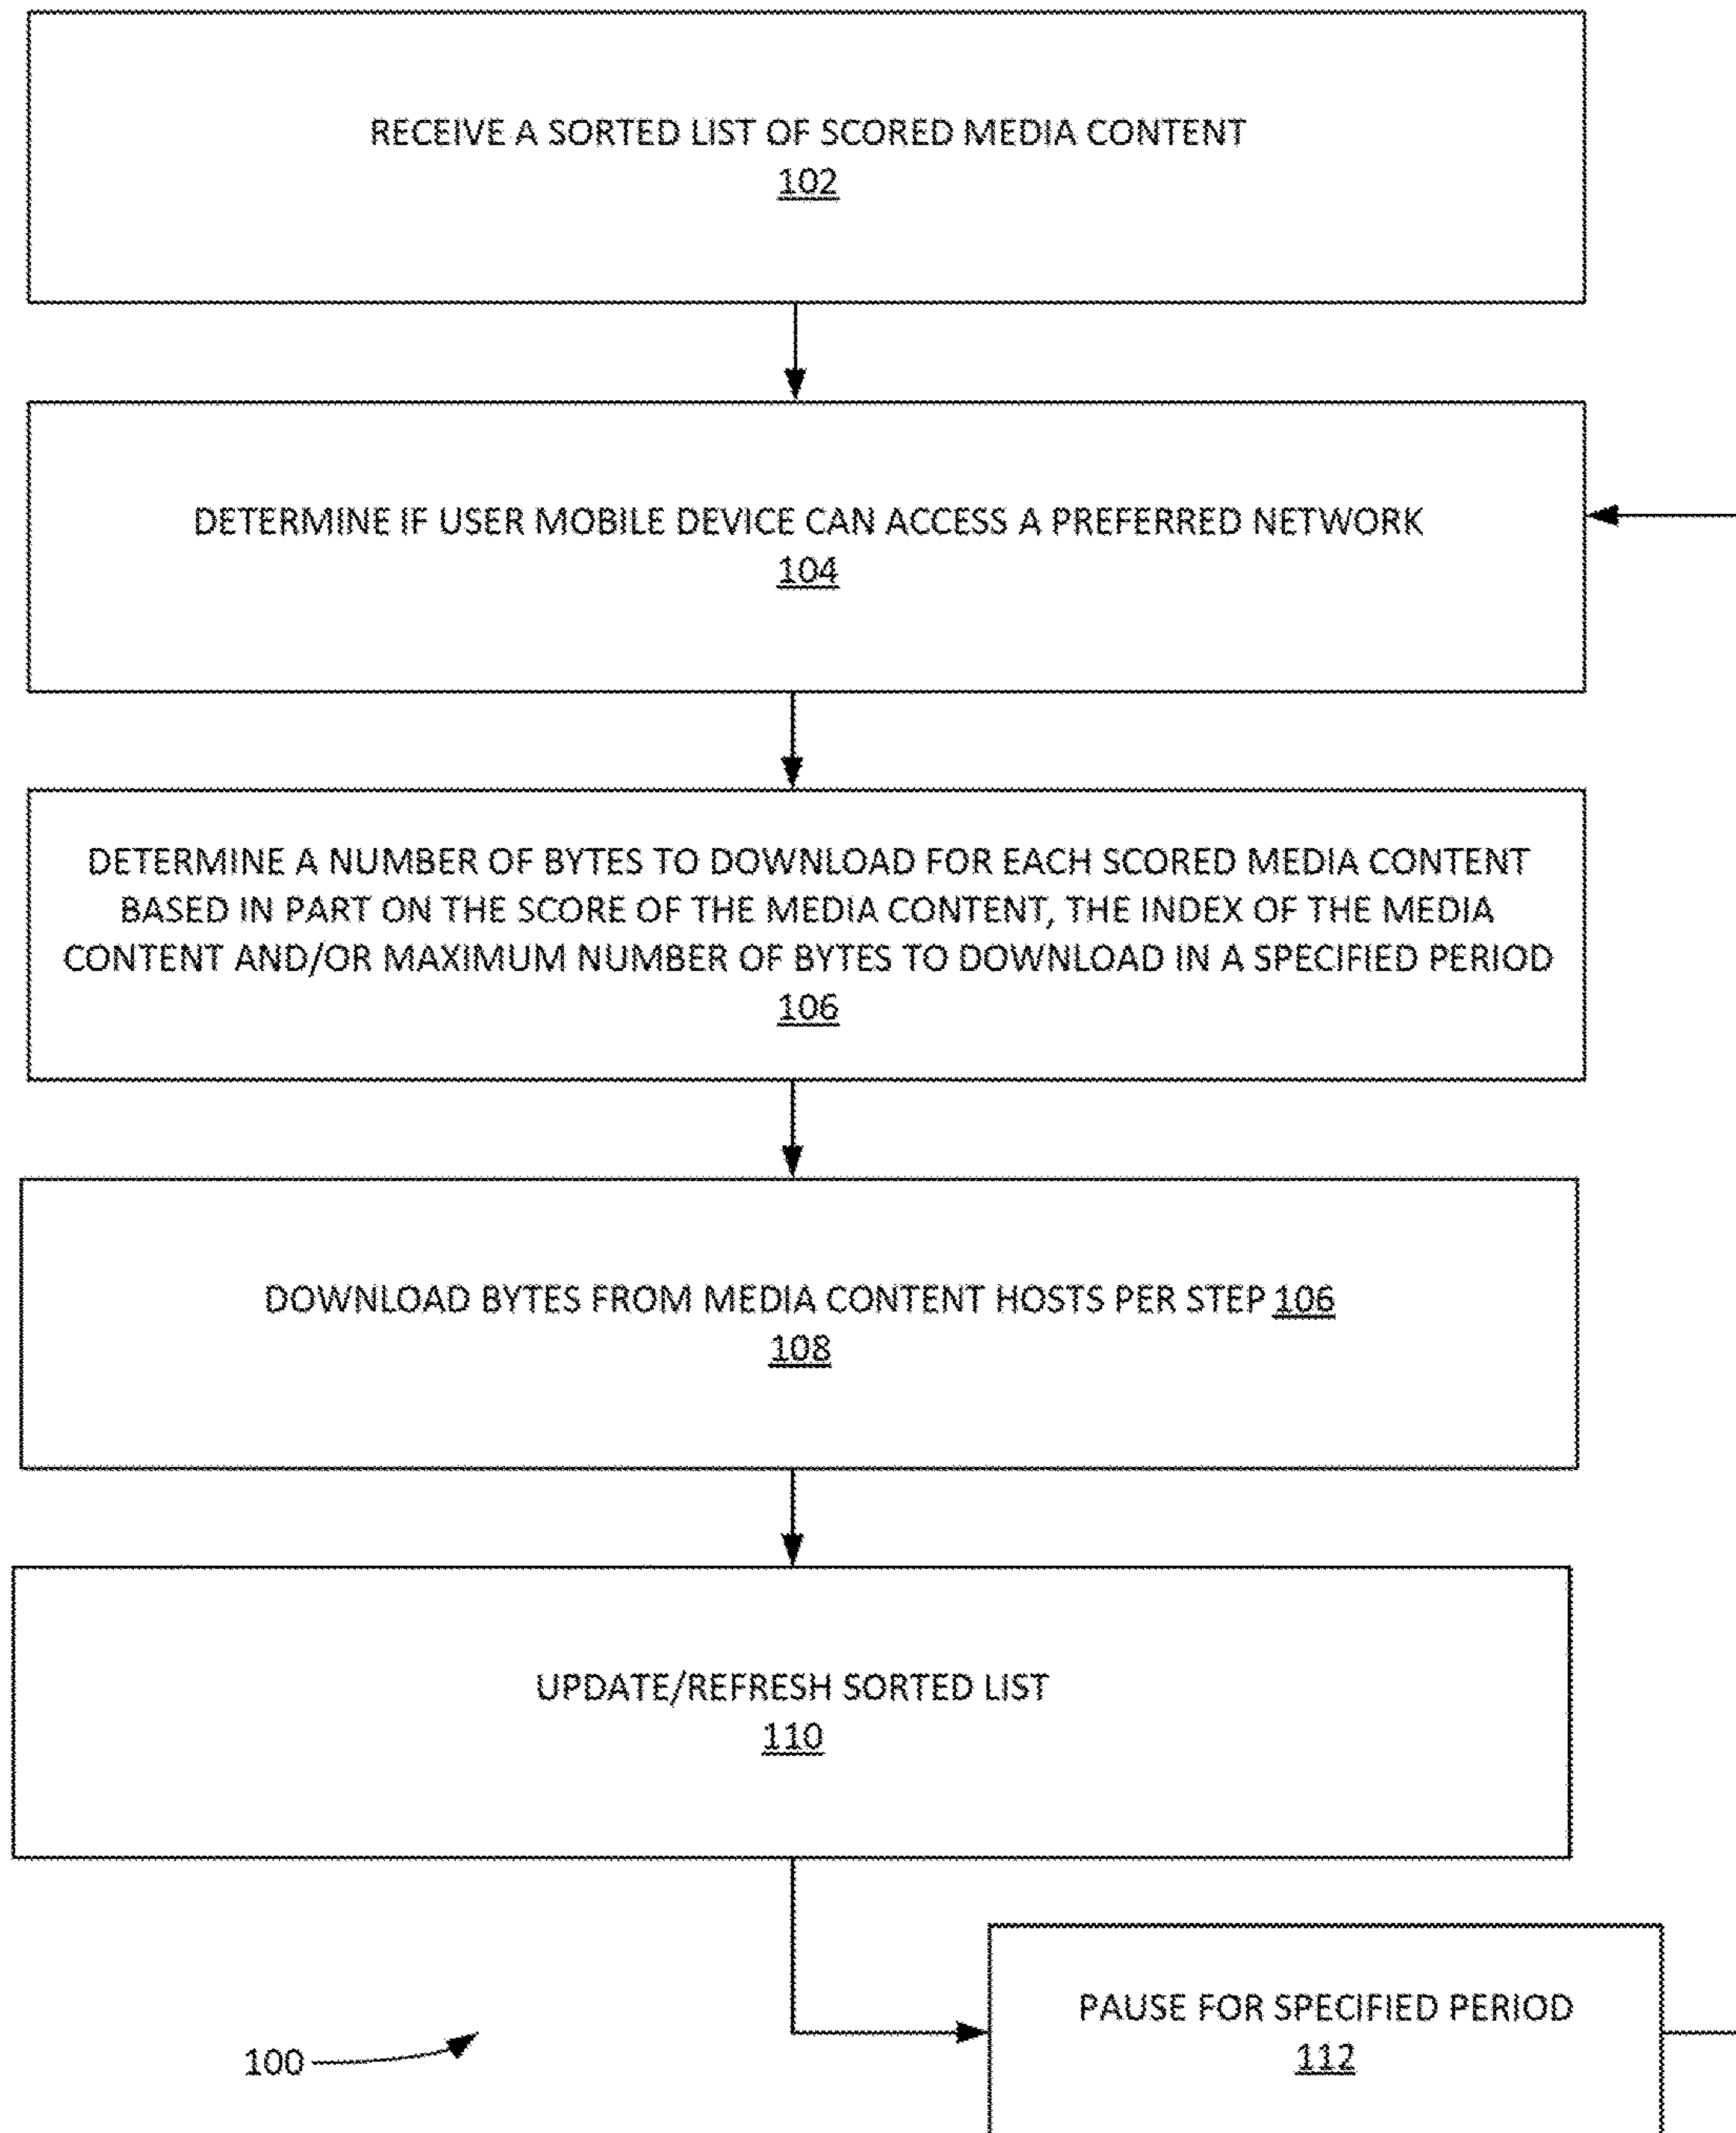 RECEIVE A SORTED LIST OF SCORED MEDIA CONTENT
102
DETERMINE IF USER MOBILE DEVICE CAN ACCESS A PREFERRED NETWORK
104
DETERMINE A NUMBER OF BYTES TO DOWNLOAD FOR EACH SCORED MEDIA CONTENT
BASED IN PART ON THE SCORE OF THE MEDIA CONTENT, THE INDEX OF THE MEDIA
CONTENT AND/OR MAXIMUM NUMBER OF BYTES TO DOWNLOAD IN A SPECIFIED PERIOD
106
DOWNLOAD BYTES FROM MEDIA CONTENT HOSTS PER STEP 106
108
UPDATE/REFRESH SORTED LIST
110
PAUSE FOR SPECIFIED PERIOD
112
100